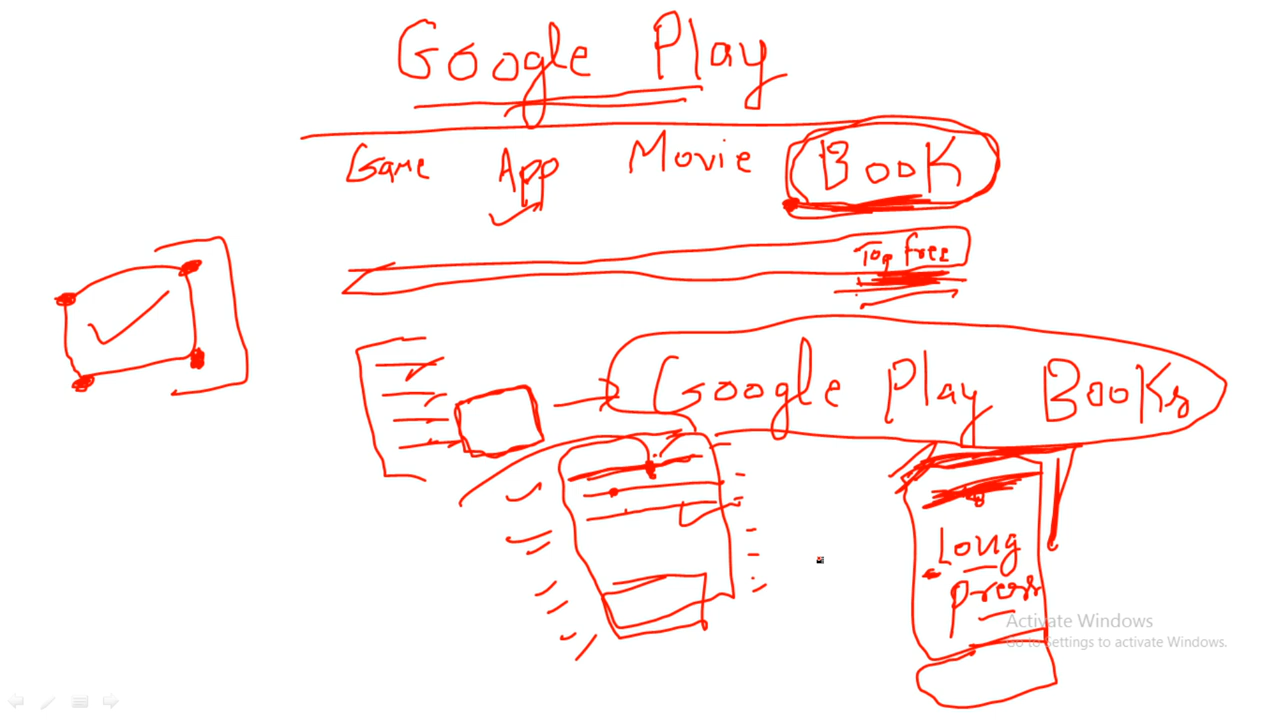 Google Play
Game App Movie Book
Top free
Google Play Books
Long
press
Activate Windows
Go to Settings to activate Windows.